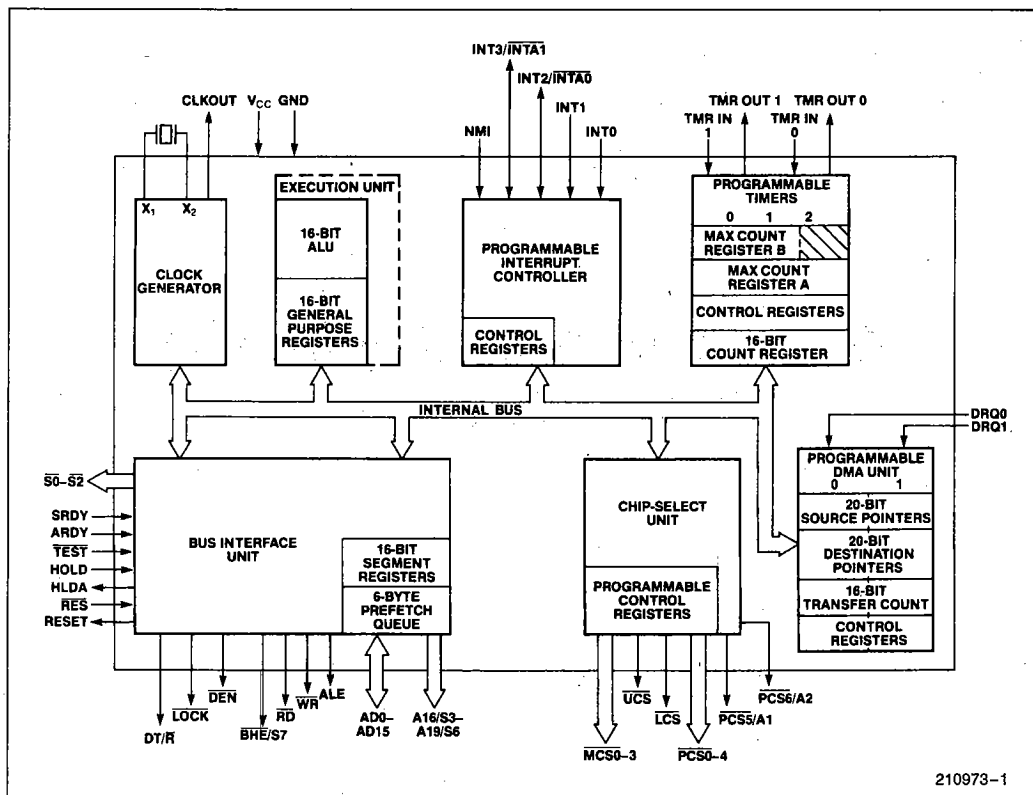 INT3/INTA1
INT2/INTA0
INT1
NMI
INT0
CLKOUT VCC GND
TMR OUT 1 TMR OUT 0
TMR IN
1
TMR IN
0
X1 X2
CLOCK
GENERATOR
EXECUTION UNIT
16-BIT
ALU
16-BIT
GENERAL
PURPOSE
REGISTERS
PROGRAMMABLE
INTERRUPT
CONTROLLER
CONTROL
REGISTERS
PROGRAMMABLE
TIMERS
0 1 2
MAX COUNT
REGISTER B
MAX COUNT
REGISTER A
CONTROL REGISTERS
16-BIT
COUNT REGISTER
INTERNAL BUS
DRQ0
DRQ1
S0–S2
SRDY
ARDY
TEST
HOLD
HLDA
RES
RESET
BUS INTERFACE
UNIT
16-BIT
SEGMENT
REGISTERS
6-BYTE
PREFETCH
QUEUE
CHIP-SELECT
UNIT
PROGRAMMABLE
CONTROL
REGISTERS
PROGRAMMABLE
DMA UNIT
0 1
20-BIT
SOURCE POINTERS
20-BIT
DESTINATION
POINTERS
16-BIT
TRANSFER COUNT
CONTROL
REGISTERS
DT/R
LOCK
DEN
BHE/S7
RD
WR
ALE
AD0–
AD15
A16/S3–
A19/S6
MCS0–3
UCS
LCS
PCS0–4
PCS5/A1
PCS6/A2
210973–1